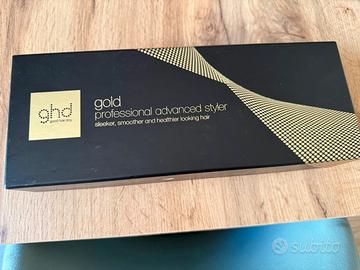 ghd
good hair day
gold
professional advanced styler
sleeker, smoother and healthier looking hair
subito